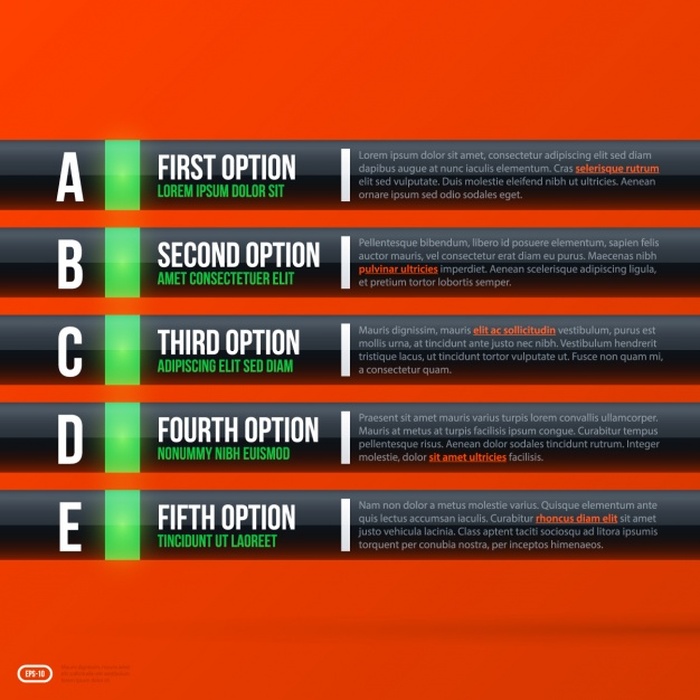 A
FIRST OPTION
LOREM IPSUM DOLOR SIT
Lorem ipsum dolor sit amet, consectetur adipiscing elit sed diam
dapibus augue at nunc iaculis elementum. Cras selerisque rutrum
elit sed vulputate. Duis molestie eleifend nibh ut ultricies. Aenean
ornare ipsum sed odio sodales eget.
B
SECOND OPTION
AMET CONSECTETUER ELIT
Pellentesque bibendum, libero id posuere elementum, sapien felis
auctor mauris, vel consectetur erat diam eu purus. Maecenas nibh
pulvinar ultricies imperdiet. Aenean scelerisque adipiscing ligula,
et pretium tortor lobortis semper.
C
THIRD OPTION
ADIPISCING ELIT SED DIAM
Mauris dignissim, mauris elit ac sollicitudin vestibulum, purus est
mollis urna, at tincidunt ante justo nec nibh. Vestibulum hendrerit
tristique lacus, ut tincidunt tortor vulputate ut. Fusce non quam mi,
a consectetur quam.
D
FOURTH OPTION
NONUMMY NIBH EUISMOD
Praesent sit amet mauris varius turpis lorem convallis ullamcorper.
Mauris at metus at turpis facilisis ipsum congue. Curabitur tempus
pellentesque risus. Aenean dolor sodales tincidunt rutrum. Integer
molestie, dolor sit amet ultricies facilisis.
E
FIFTH OPTION
TINCIDUNT UT LAOREET
Nam non dolor a metus molestie varius. Quisque elementum ante
quis lectus accumsan iaculis. Curabitur rhoncus diam elit sit amet
justo vehicula lacinia. Class aptent taciti sociosqu ad litora ipsum
torquent per conubia nostra, per inceptos himenaeos.
EPS-10